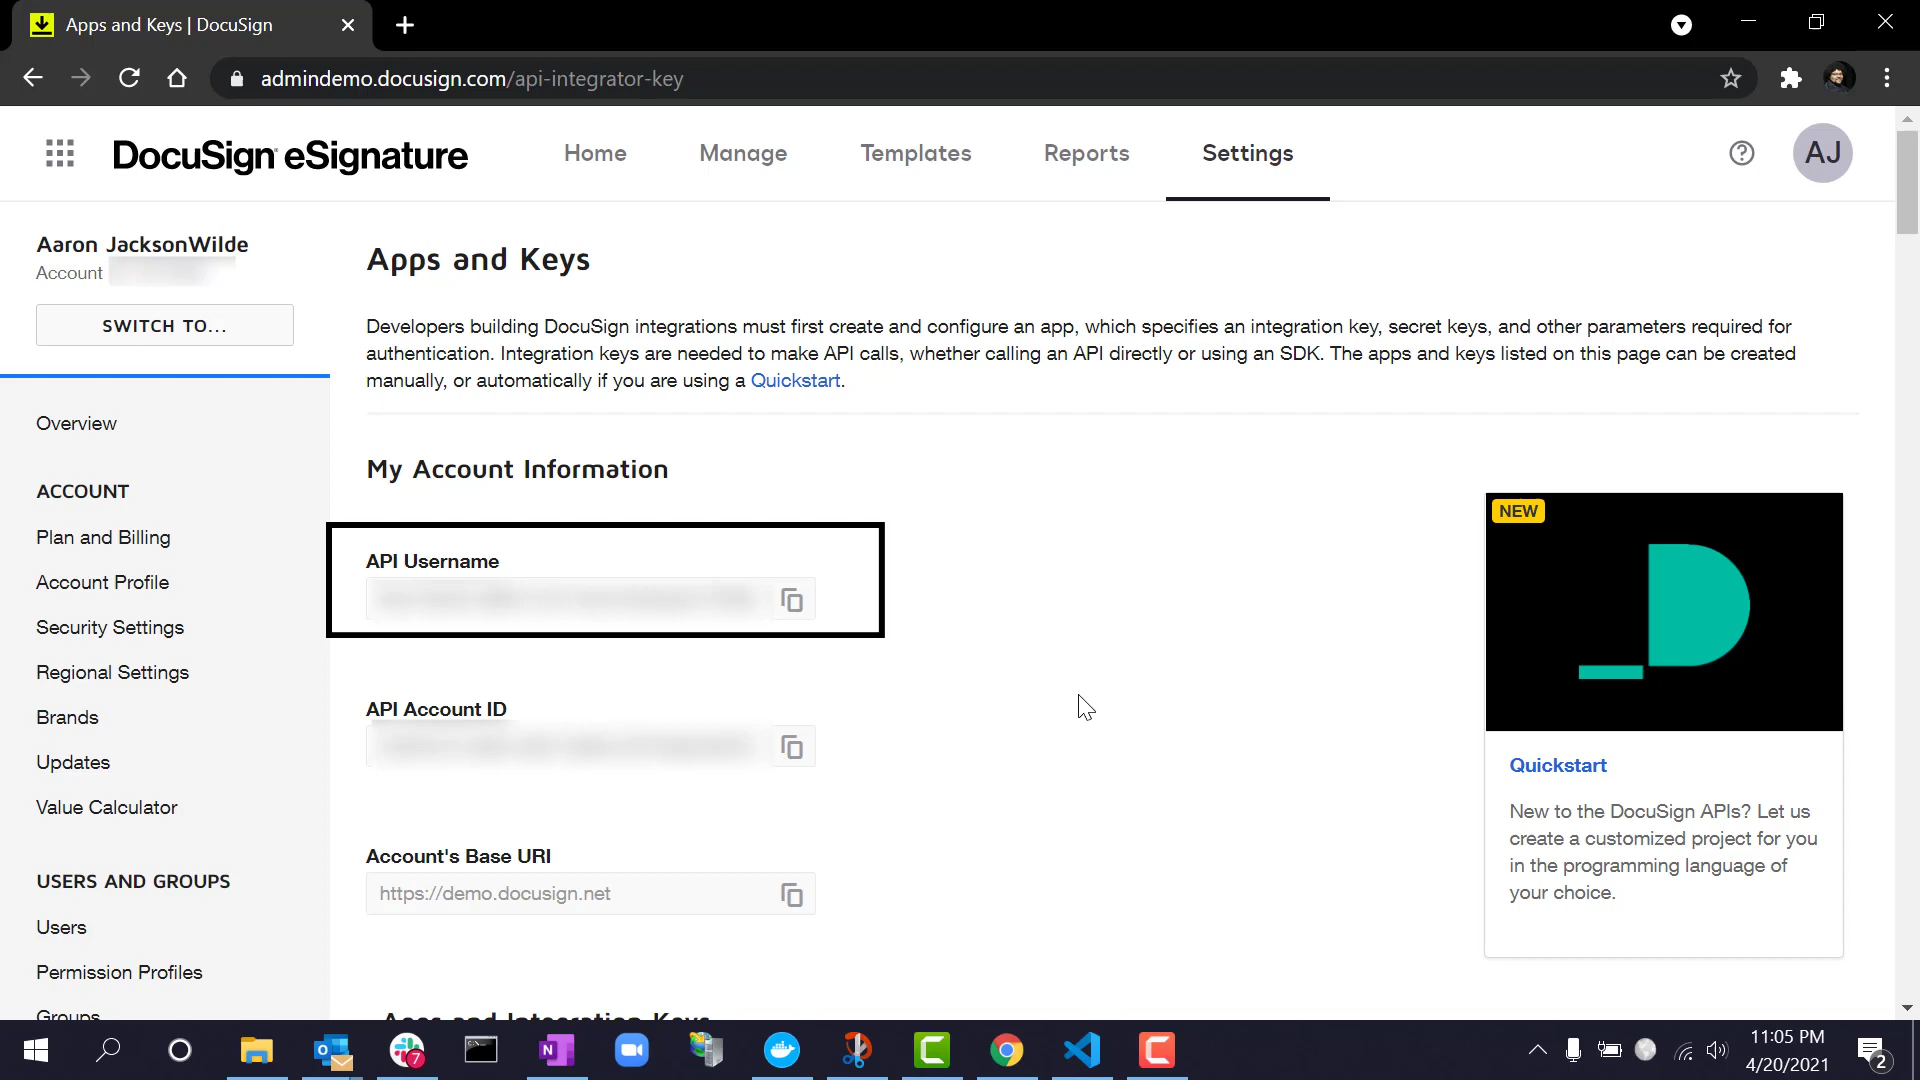 Apps and Keys | DocuSign
admindemo.docusign.com/api-integrator-key
DocuSign eSignature
Home
Manage
Templates
Reports
Settings
AJ
Aaron JacksonWilde
Account
SWITCH TO...
Overview
ACCOUNT
Plan and Billing
Account Profile
Security Settings
Regional Settings
Brands
Updates
Value Calculator
USERS AND GROUPS
Users
Permission Profiles
Groups
Apps and Keys
Developers building DocuSign integrations must first create and configure an app, which specifies an integration key, secret keys, and other parameters required for
authentication. Integration keys are needed to make API calls, whether calling an API directly or using an SDK. The apps and keys listed on this page can be created
manually, or automatically if you are using a Quickstart.
My Account Information
API Username
API Account ID
Account's Base URI
https://demo.docusign.net
Apps and Integration Keys
NEW
Quickstart
New to the DocuSign APIs? Let us
create a customized project for you
in the programming language of
your choice.
7
N
11:05 PM
4/20/2021
2